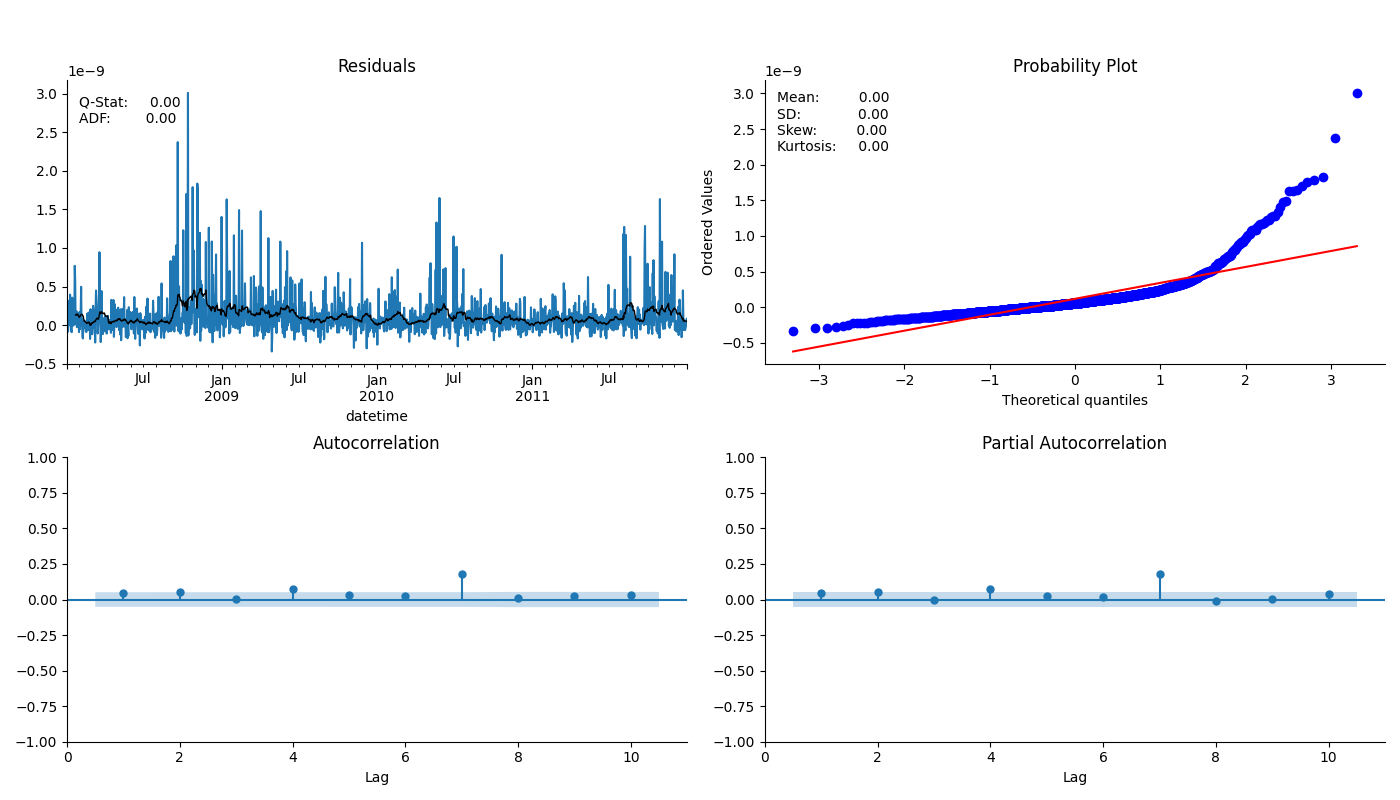 Residuals
1e−9
Q-Stat: 0.00
ADF: 0.00
3.0
2.5
2.0
1.5
1.0
0.5
0.0
−0.5
Jul Jan Jul Jan Jul Jan Jul
2009 2010 2011
datetime
Probability Plot
1e−9
Mean: 0.00
SD: 0.00
Skew: 0.00
Kurtosis: 0.00
Ordered Values
3.0
2.5
2.0
1.5
1.0
0.5
0.0
−0.5
−3 −2 −1 0 1 2 3
Theoretical quantiles
Autocorrelation
1.00
0.75
0.50
0.25
0.00
−0.25
−0.50
−0.75
−1.00
0 2 4 6 8 10
Lag
Partial Autocorrelation
1.00
0.75
0.50
0.25
0.00
−0.25
−0.50
−0.75
−1.00
0 2 4 6 8 10
Lag